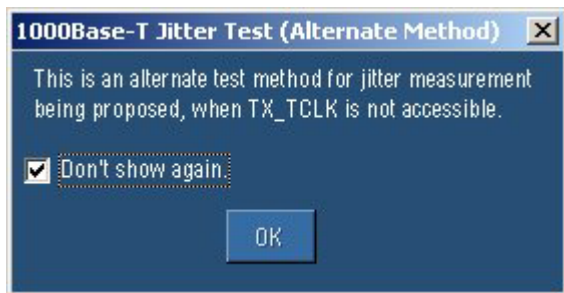 1000Base-T Jitter Test (Alternate Method)
This is an alternate test method for jitter measurement
being proposed, when TX_TCLK is not accessible.
Don't show again.
OK